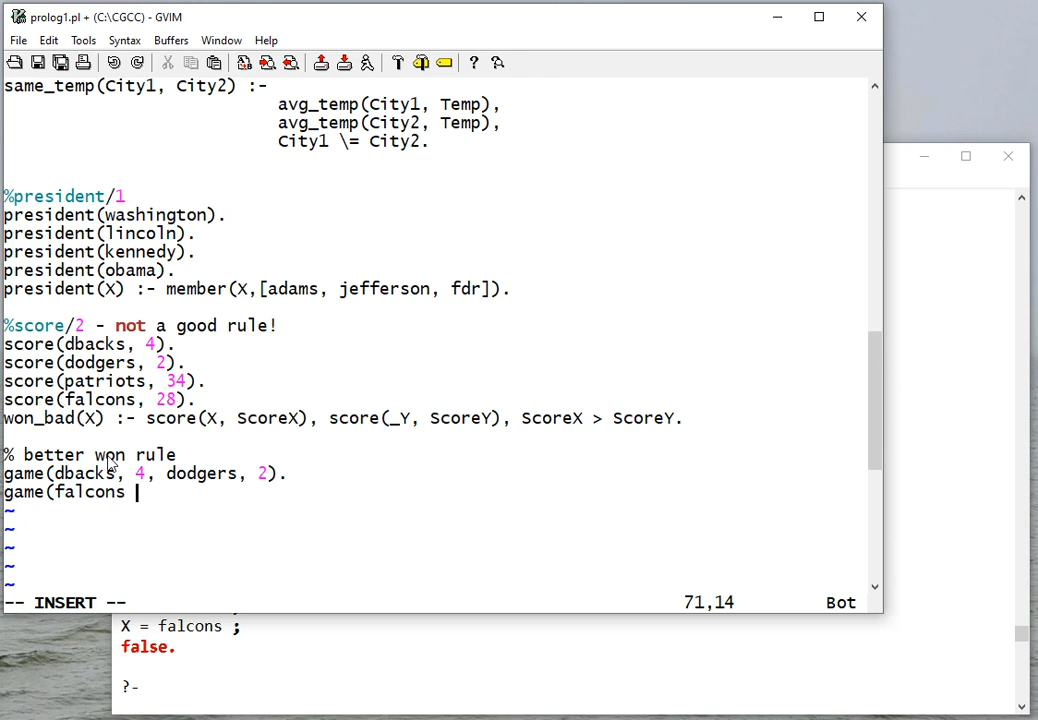 prolog1.pl + (C:\CGCC) - GVIM
File Edit Tools Syntax Buffers Window Help
same_temp(City1, City2) :-
avg_temp(City1, Temp),
avg_temp(City2, Temp),
City1 \= City2.
%president/1
president(washington).
president(lincoln).
president(kennedy).
president(obama).
president(X) :- member(X,[adams, jefferson, fdr]).
%score/2 - not a good rule!
score(dbacks, 4).
score(dodgers, 2).
score(patriots, 34).
score(falcons, 28).
won_bad(X) :- score(X, ScoreX), score(_Y, ScoreY), ScoreX > ScoreY.
% better won rule
game(dbacks, 4, dodgers, 2).
game(falcons
~
~
~
~
~
-- INSERT -- 71,14 Bot
X = falcons ;
false.
?-